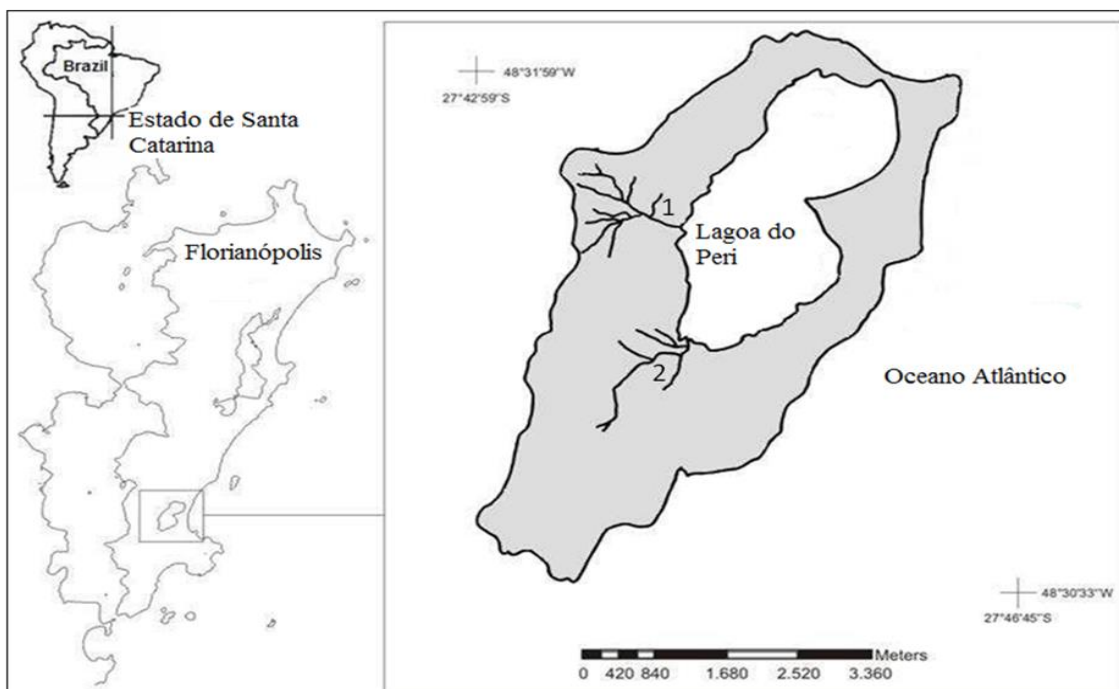 Brazil
Estado de Santa
Catarina
Florianópolis
48°31'59"W
27°42'59"S
1
Lagoa do
Peri
2
Oceano Atlântico
48°30'33"W
27°46'45"S
Meters
0 420 840 1.680 2.520 3.360